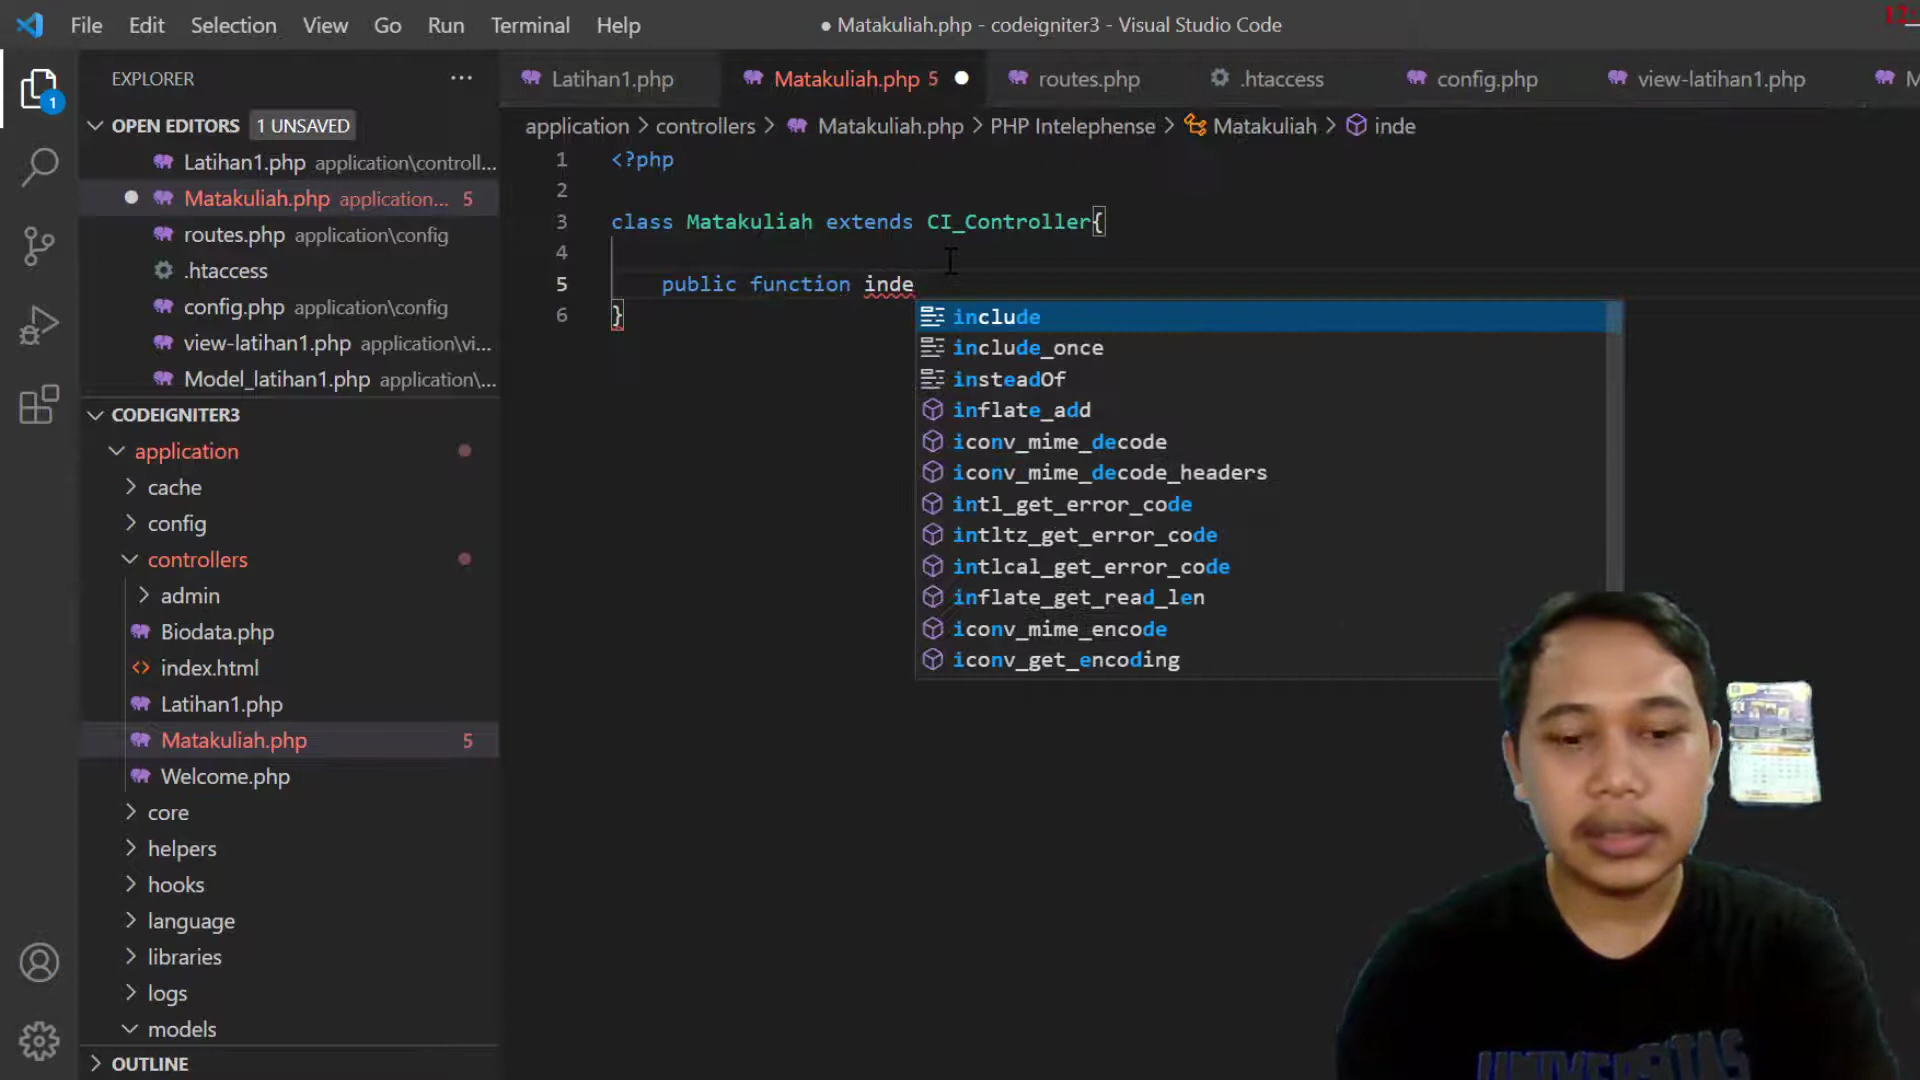 File Edit Selection View Go Run Terminal Help
● Matakuliah.php - codeigniter3 - Visual Studio Code
12:
EXPLORER ...
1
OPEN EDITORS 1 UNSAVED
Latihan1.php application\controll...
Matakuliah.php application... 5
routes.php application\config
.htaccess
config.php application\config
view-latihan1.php application\vi...
Model_latihan1.php application\...
CODEIGNITER3
application
cache
config
controllers
admin
Biodata.php
index.html
Latihan1.php
Matakuliah.php 5
Welcome.php
core
helpers
hooks
language
libraries
logs
models
OUTLINE
Latihan1.php Matakuliah.php 5 routes.php .htaccess config.php view-latihan1.php
application > controllers > Matakuliah.php > PHP Intelephense > Matakuliah > inde
1 <?php
2
3 class Matakuliah extends CI_Controller{
4
5 public function inde
6 }
include
include_once
insteadOf
inflate_add
iconv_mime_decode
iconv_mime_decode_headers
intl_get_error_code
intltz_get_error_code
intlcal_get_error_code
inflate_get_read_len
iconv_mime_encode
iconv_get_encoding
UNIVERSITAS